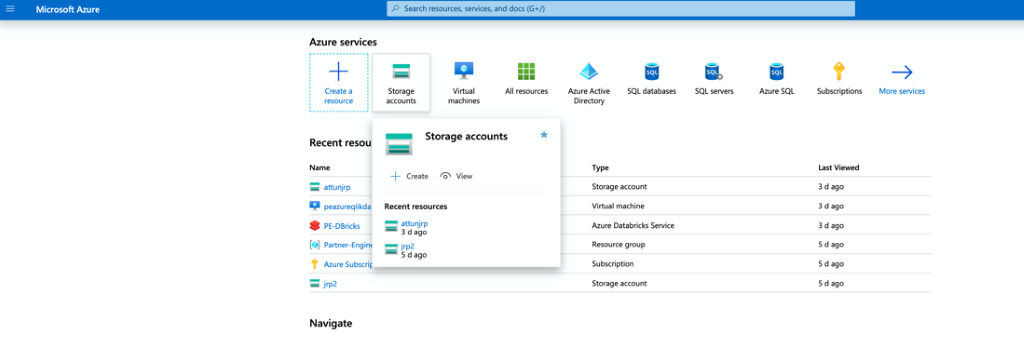 Microsoft Azure
Search resources, services, and docs (G+/)
Azure services
Create a resource
Storage accounts
Virtual machines
All resources
Azure Active Directory
SQL databases
SQL servers
Azure SQL
Subscriptions
More services
Storage accounts
Create
View
Recent resources
attunjrp
3 d ago
jrp2
5 d ago
Recent resou
Name Type Last Viewed
attunjrp Storage account 3 d ago
peazureqlikda Virtual machine 3 d ago
PE-DBricks Azure Databricks Service 3 d ago
Partner-Engin Resource group 5 d ago
Azure Subscrip Subscription 5 d ago
jrp2 Storage account 5 d ago
Navigate